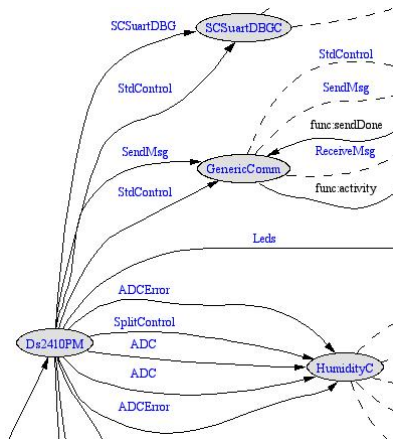 SCSuartDBG
SCSuartDBGC
StdControl
StdControl
SendMsg
func:sendDone
SendMsg
ReceiveMsg
GenericComm
StdControl
func:activity
Leds
ADCError
SplitControl
Ds2410PM
ADC
HumidityC
ADC
ADCError